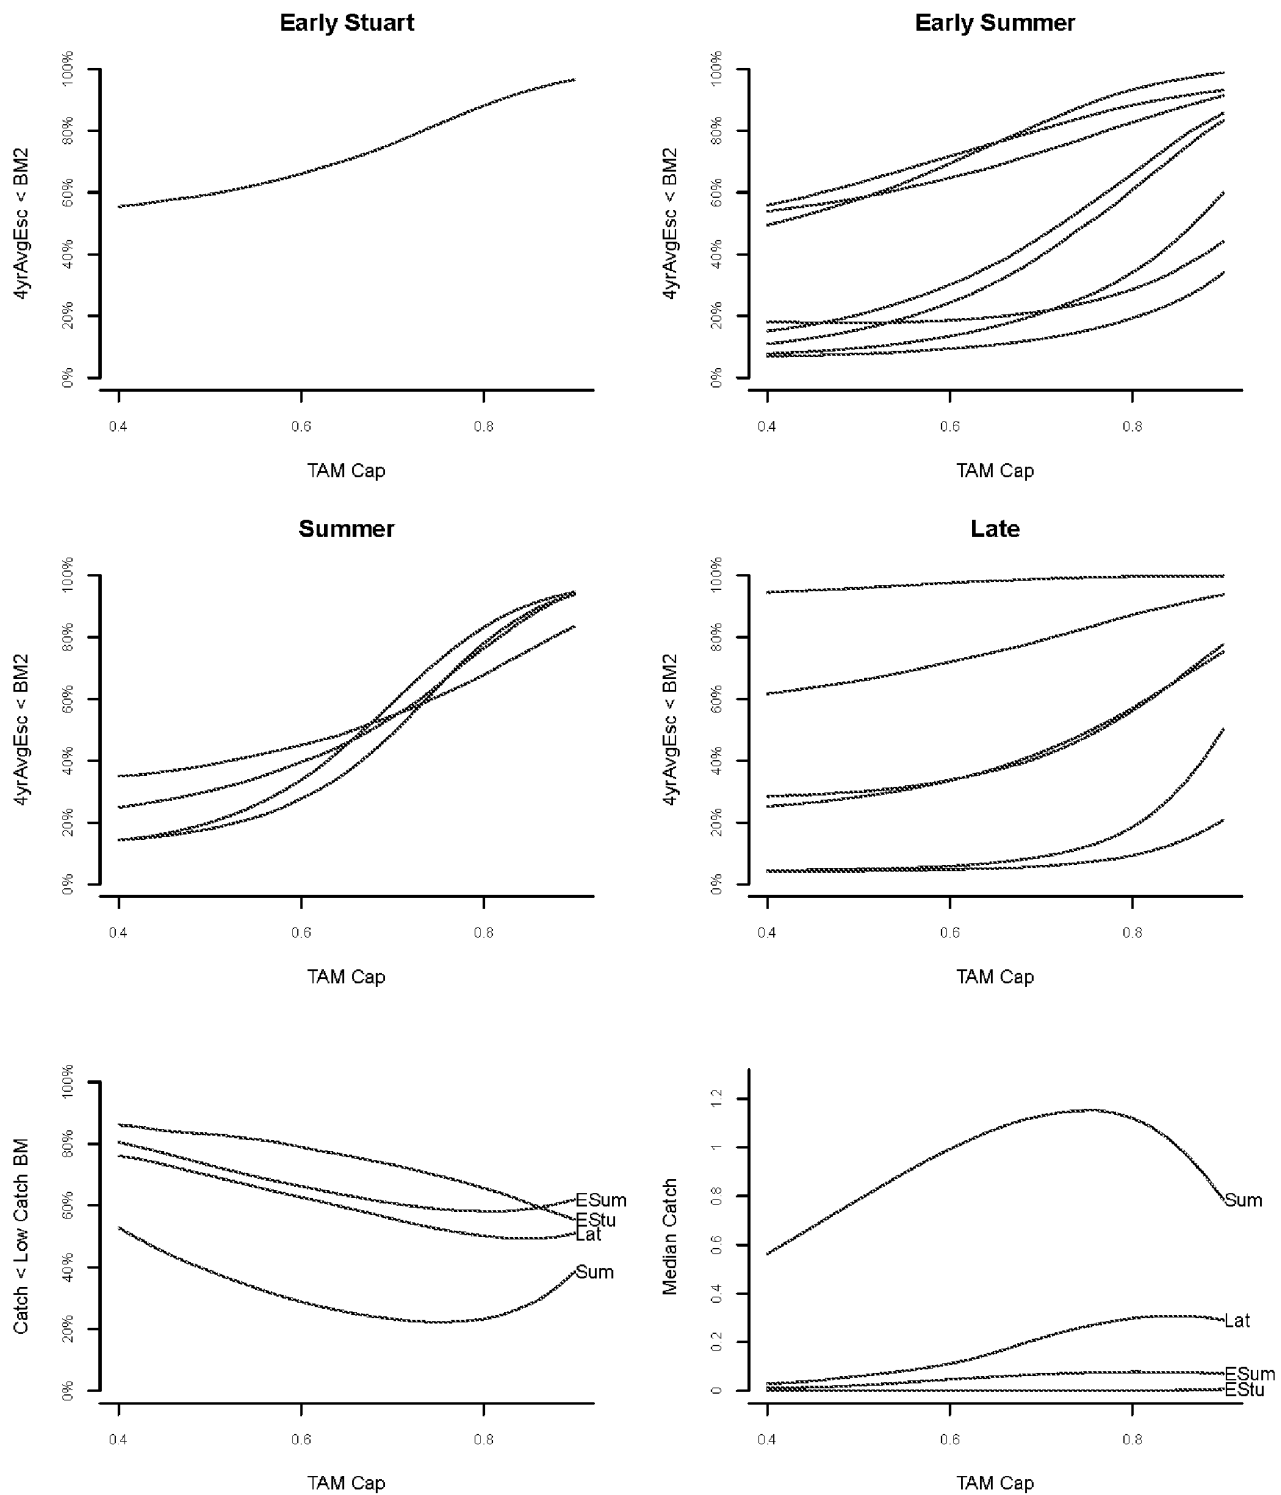 Early Stuart
100%
80%
60%
40%
20%
0%
4yrAvgEsc < BM2
0.4 0.6 0.8
TAM Cap
Early Summer
100%
80%
60%
40%
20%
0%
4yrAvgEsc < BM2
0.4 0.6 0.8
TAM Cap
Summer
100%
80%
60%
40%
20%
0%
4yrAvgEsc < BM2
0.4 0.6 0.8
TAM Cap
Late
100%
80%
60%
40%
20%
0%
4yrAvgEsc < BM2
0.4 0.6 0.8
TAM Cap
100%
80%
60%
40%
20%
0%
Catch < Low Catch BM
ESum
EStu
Lat
Sum
0.4 0.6 0.8
TAM Cap
1.2
1
0.8
0.6
0.4
0.2
0
Median Catch
Sum
Lat
ESum
EStu
0.4 0.6 0.8
TAM Cap